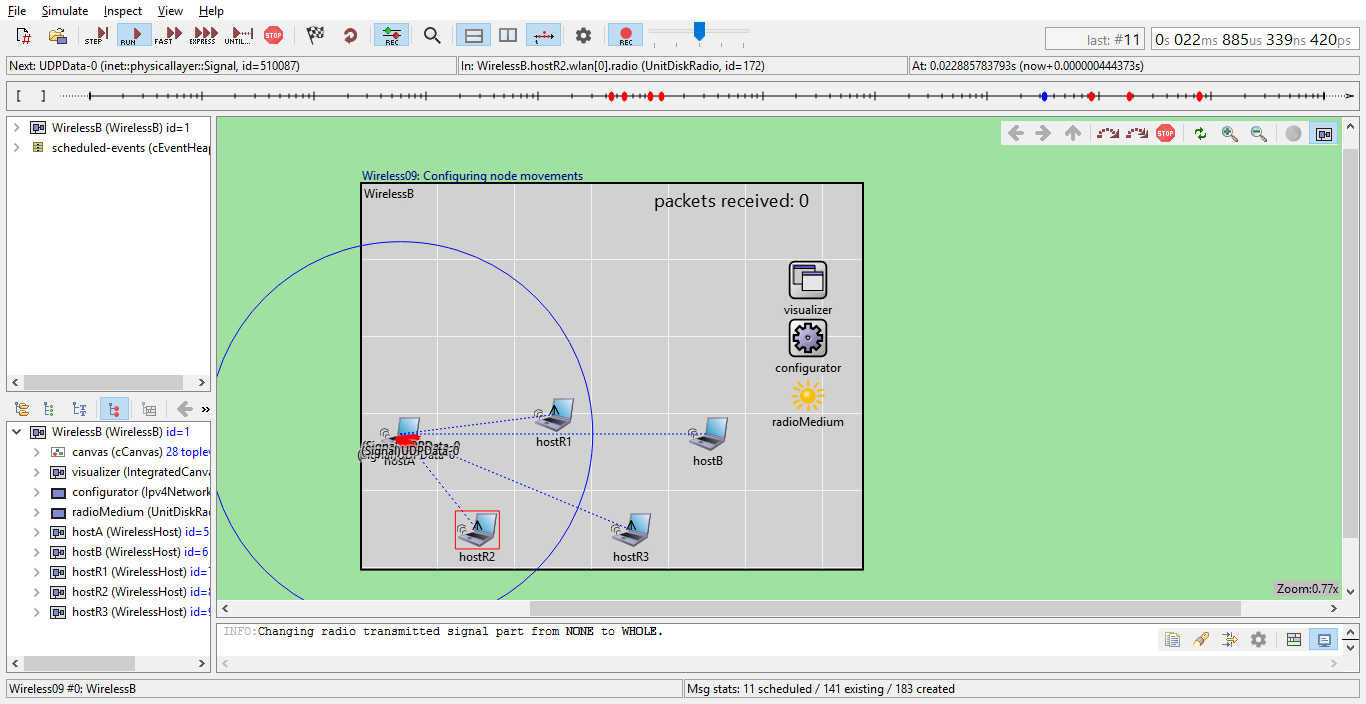 File Simulate Inspect View Help
STEP RUN FAST EXPRESS UNTIL... STOP REC REC
last: #11 0s 022ms 885us 339ns 420ps
Next: UDPData-0 (inet::physicallayer::Signal, id=510087) In: WirelessB.hostR2.wlan[0].radio (UnitDiskRadio, id=172) At: 0.022885783793s (now+0.000000444373s)
[ ]
WirelessB (WirelessB) id=1
scheduled-events (cEventHeap
STOP
Wireless09: Configuring node movements
WirelessB
packets received: 0
visualizer
configurator
radioMedium
hostR1
hostB
hostA
(Signal)UDPData-0
hostR2
hostR3
Zoom:0.77x
»
WirelessB (WirelessB) id=1
canvas (cCanvas) 28 toplev
visualizer (IntegratedCanva
configurator (Ipv4Network
radioMedium (UnitDiskRad
hostA (WirelessHost) id=5
hostB (WirelessHost) id=6
hostR1 (WirelessHost) id=7
hostR2 (WirelessHost) id=8
hostR3 (WirelessHost) id=9
INFO:Changing radio transmitted signal part from NONE to WHOLE.
Wireless09 #0: WirelessB Msg stats: 11 scheduled / 141 existing / 183 created